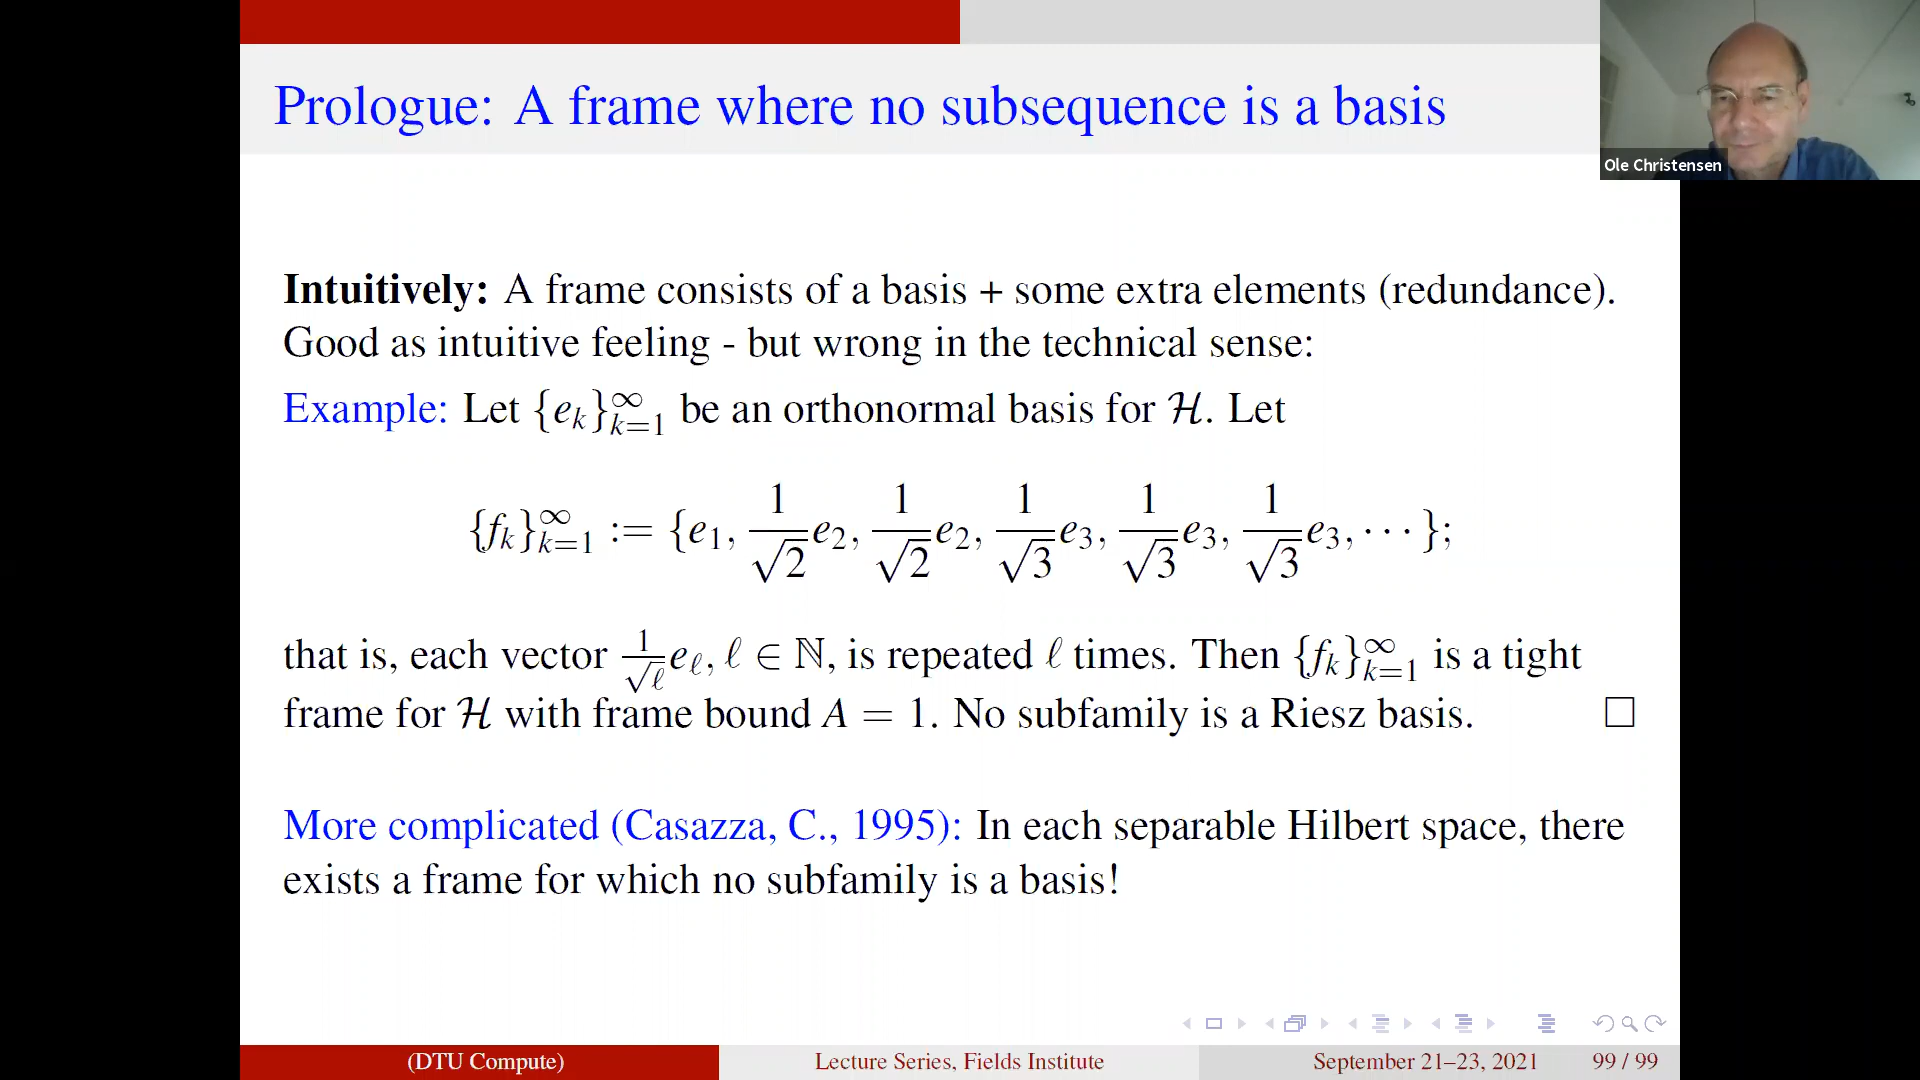 Prologue: A frame where no subsequence is a basis
Ole Christensen
Intuitively: A frame consists of a basis + some extra elements (redundance).
Good as intuitive feeling - but wrong in the technical sense:
Example: Let {e_k}_{k=1}^∞ be an orthonormal basis for ℋ. Let
{f_k}_{k=1}^∞ := {e_1, 1/√2 e_2, 1/√2 e_2, 1/√3 e_3, 1/√3 e_3, 1/√3 e_3, ⋯};
that is, each vector 1/√ℓ e_ℓ, ℓ ∈ ℕ, is repeated ℓ times. Then {f_k}_{k=1}^∞ is a tight
frame for ℋ with frame bound A = 1. No subfamily is a Riesz basis. □
More complicated (Casazza, C., 1995): In each separable Hilbert space, there
exists a frame for which no subfamily is a basis!
(DTU Compute) Lecture Series, Fields Institute September 21–23, 2021 99 / 99